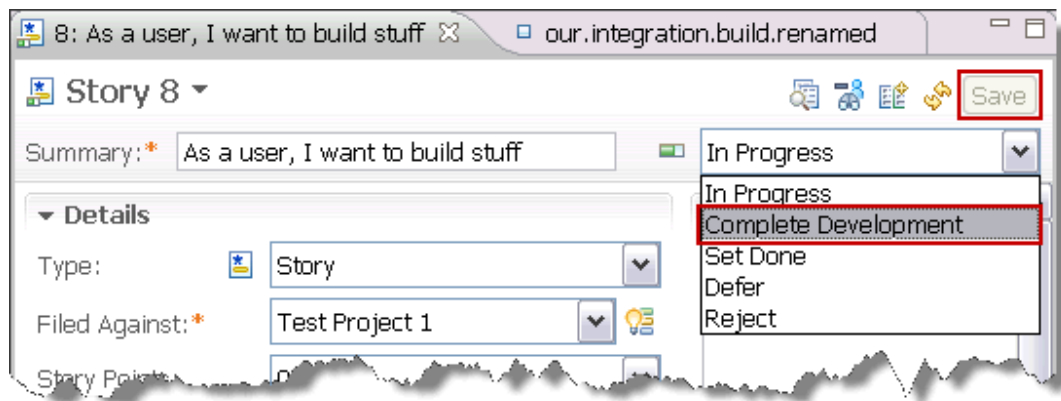 8: As a user, I want to build stuff
our.integration.build.renamed
Story 8
Save
Summary:*
As a user, I want to build stuff
In Progress
In Progress
Complete Development
Set Done
Defer
Reject
Details
Type:
Story
Filed Against:*
Test Project 1
Story